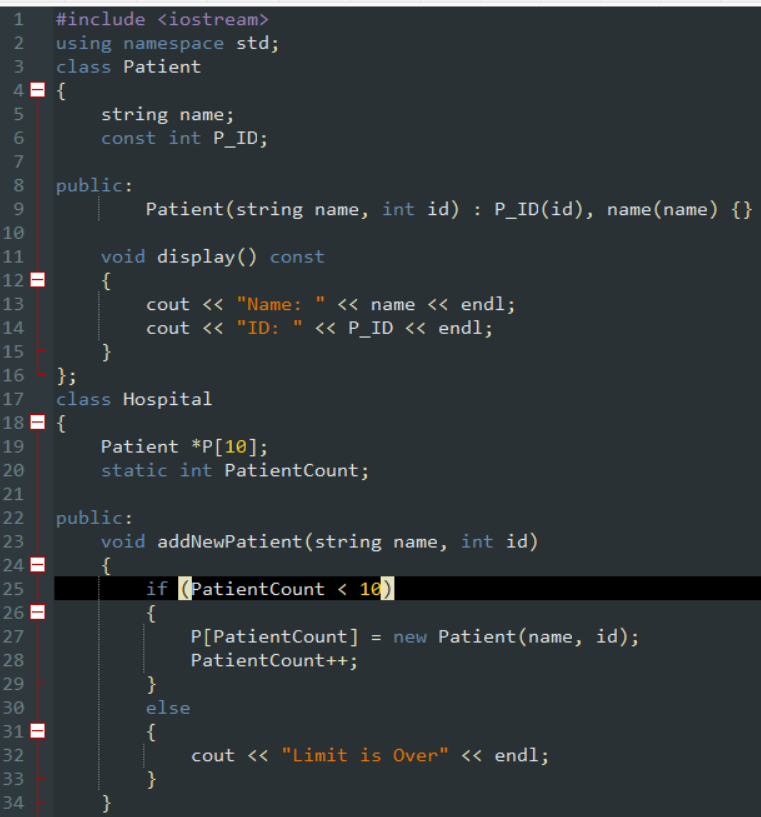 1 #include <iostream>
2 using namespace std;
3 class Patient
4 {
5 string name;
6 const int P_ID;
7
8 public:
9 Patient(string name, int id) : P_ID(id), name(name) {}
10
11 void display() const
12 {
13 cout << "Name: " << name << endl;
14 cout << "ID: " << P_ID << endl;
15 }
16 };
17 class Hospital
18 {
19 Patient *P[10];
20 static int PatientCount;
21
22 public:
23 void addNewPatient(string name, int id)
24 {
25 if (PatientCount < 10)
26 {
27 P[PatientCount] = new Patient(name, id);
28 PatientCount++;
29 }
30 else
31 {
32 cout << "Limit is Over" << endl;
33 }
34 }